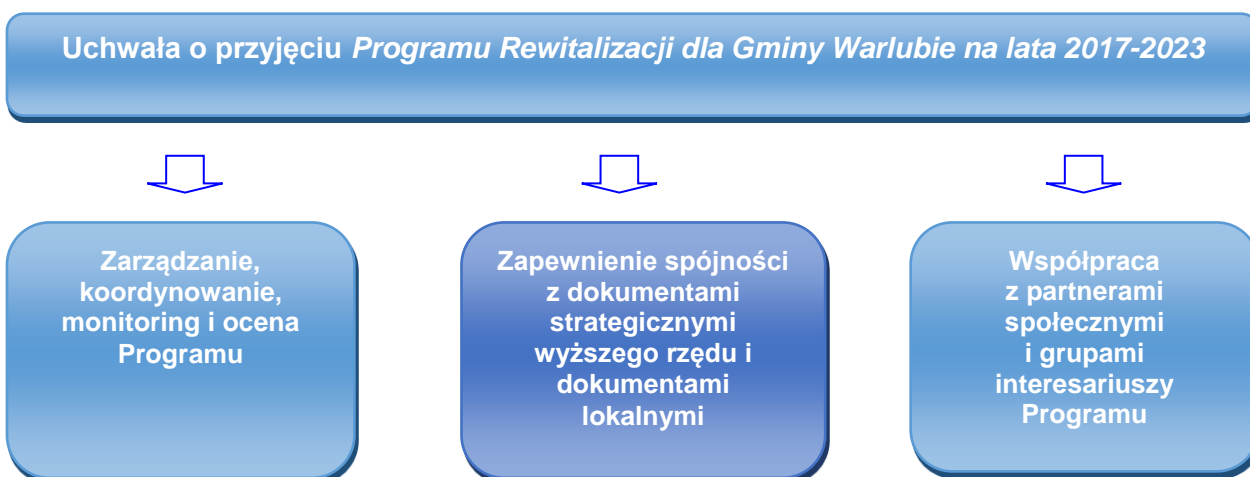 Uchwała o przyjęciu Programu Rewitalizacji dla Gminy Warlubie na lata 2017-2023
Zarządzanie,
koordynowanie,
monitoring i ocena
Programu
Zapewnienie spójności
z dokumentami
strategicznymi
wyższego rzędu i
dokumentami
lokalnymi
Współpraca
z partnerami
społecznymi
i grupami
interesariuszy
Programu